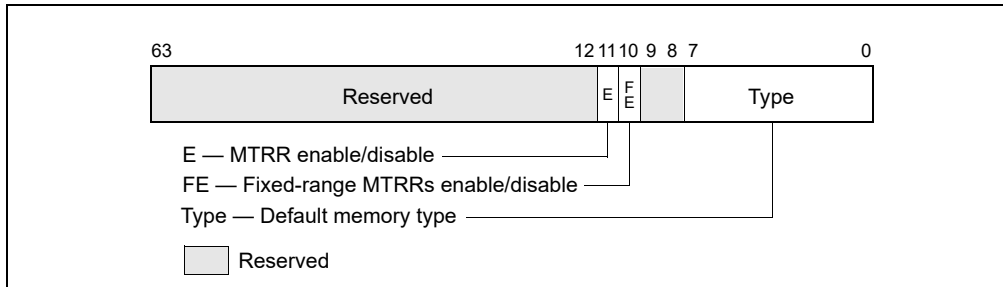 63 12 11 10 9 8 7 0
Reserved E FE Type
E — MTRR enable/disable
FE — Fixed-range MTRRs enable/disable
Type — Default memory type
Reserved